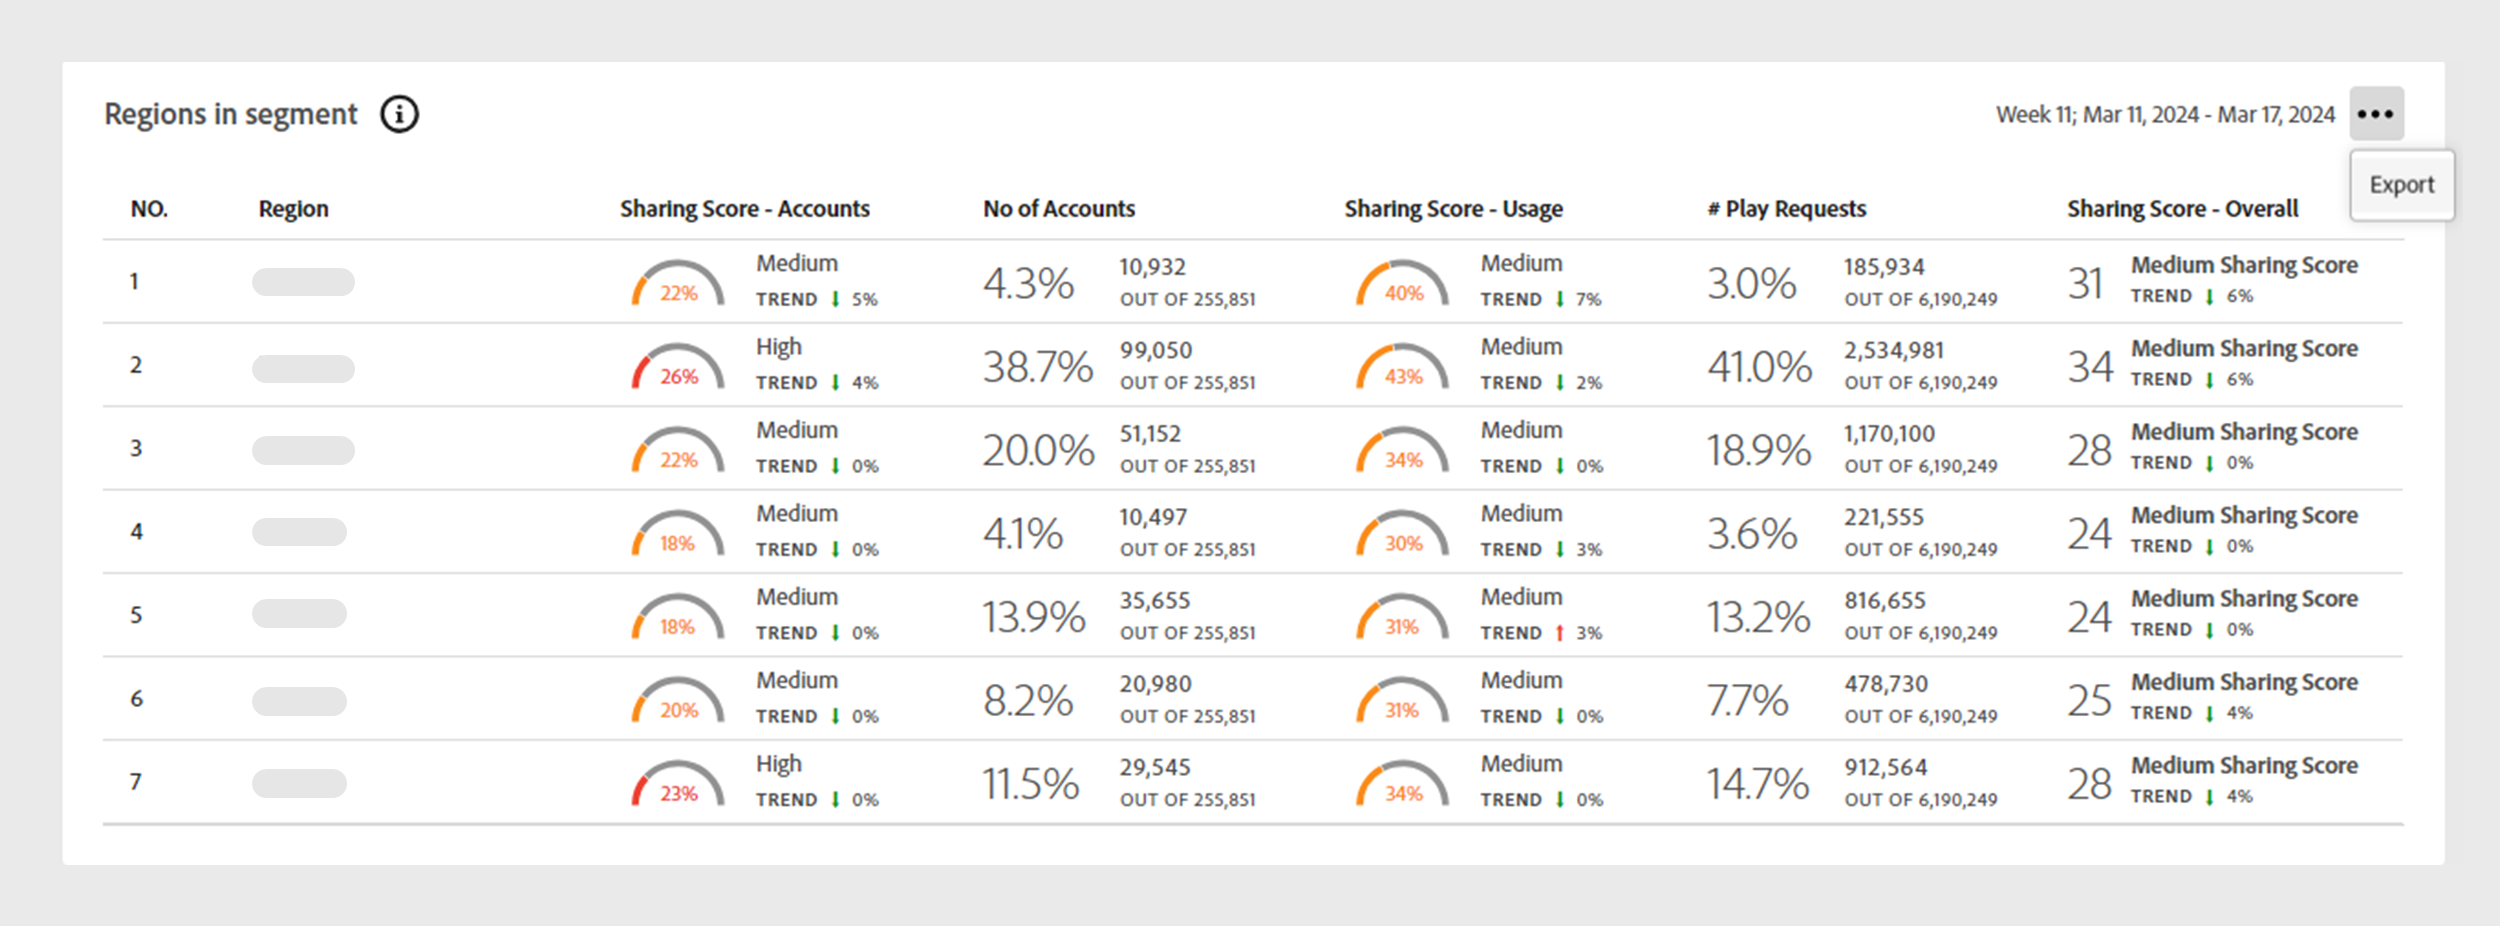 Regions in segment
Week 11; Mar 11, 2024 - Mar 17, 2024
Export
NO. Region Sharing Score - Accounts No of Accounts Sharing Score - Usage # Play Requests Sharing Score - Overall
1 22% Medium 4.3% 10,932 40% Medium 3.0% 185,934 31 Medium Sharing Score
TREND 5% OUT OF 255,851 TREND 7% OUT OF 6,190,249 TREND 6%
2 26% High 38.7% 99,050 43% Medium 41.0% 2,534,981 34 Medium Sharing Score
TREND 4% OUT OF 255,851 TREND 2% OUT OF 6,190,249 TREND 6%
3 22% Medium 20.0% 51,152 34% Medium 18.9% 1,170,100 28 Medium Sharing Score
TREND 0% OUT OF 255,851 TREND 0% OUT OF 6,190,249 TREND 0%
4 18% Medium 4.1% 10,497 30% Medium 3.6% 221,555 24 Medium Sharing Score
TREND 0% OUT OF 255,851 TREND 3% OUT OF 6,190,249 TREND 0%
5 18% Medium 13.9% 35,655 31% Medium 13.2% 816,655 24 Medium Sharing Score
TREND 0% OUT OF 255,851 TREND 3% OUT OF 6,190,249 TREND 0%
6 20% Medium 8.2% 20,980 31% Medium 7.7% 478,730 25 Medium Sharing Score
TREND 0% OUT OF 255,851 TREND 0% OUT OF 6,190,249 TREND 4%
7 23% High 11.5% 29,545 34% Medium 14.7% 912,564 28 Medium Sharing Score
TREND 0% OUT OF 255,851 TREND 0% OUT OF 6,190,249 TREND 4%